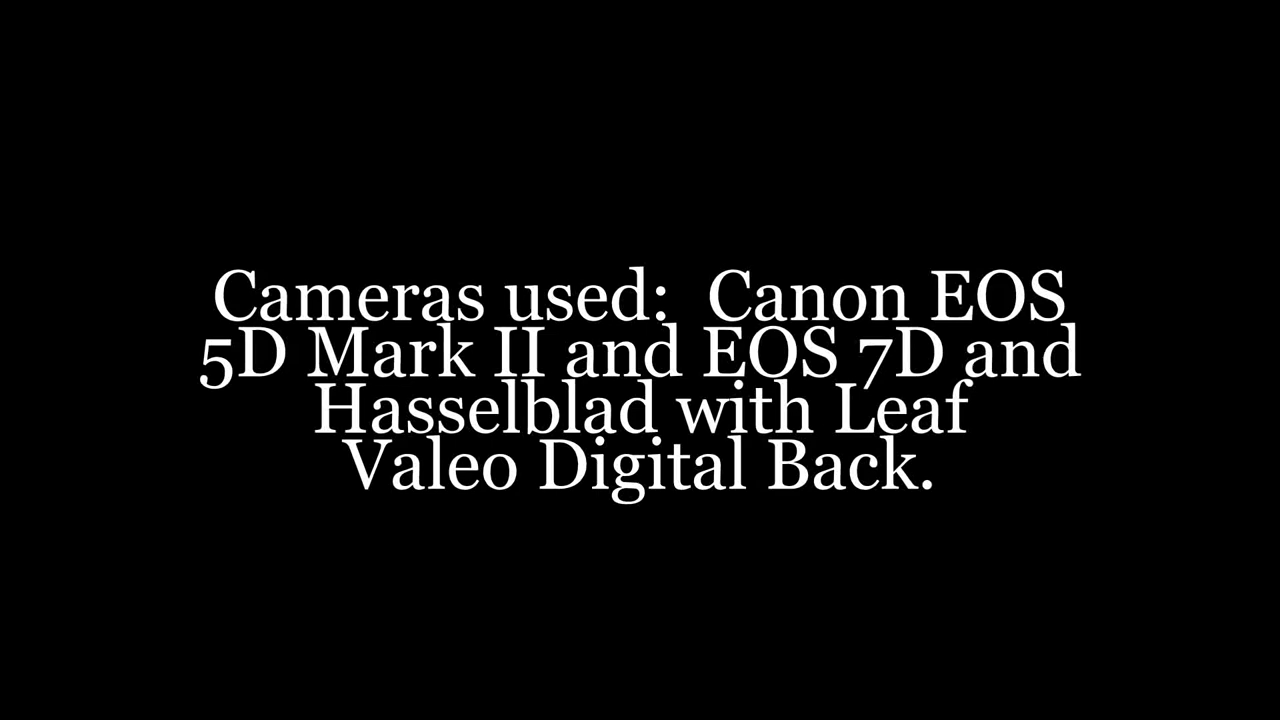 Cameras used:  Canon EOS
5D Mark II and EOS 7D and
Hasselblad with Leaf
Valeo Digital Back.